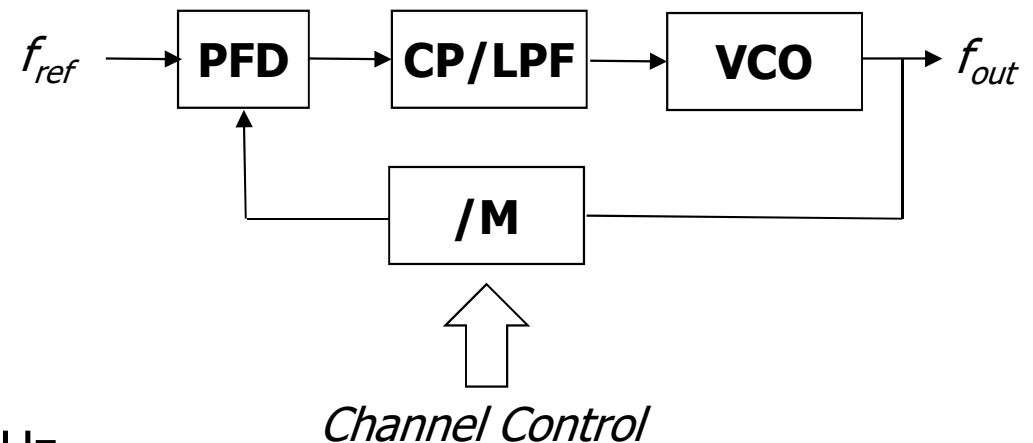 f_ref PFD CP/LPF VCO f_out
/M
Channel Control